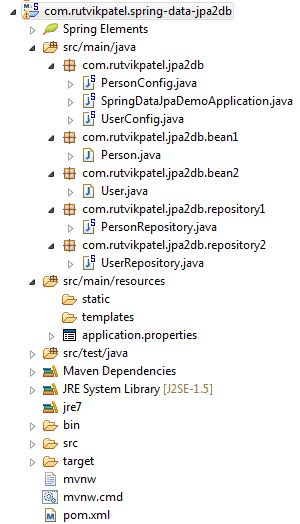 com.rutvikpatel.spring-data-jpa2db
Spring Elements
src/main/java
com.rutvikpatel.jpa2db
PersonConfig.java
SpringDataJpaDemoApplication.java
UserConfig.java
com.rutvikpatel.jpa2db.bean1
Person.java
com.rutvikpatel.jpa2db.bean2
User.java
com.rutvikpatel.jpa2db.repository1
PersonRepository.java
com.rutvikpatel.jpa2db.repository2
UserRepository.java
src/main/resources
static
templates
application.properties
src/test/java
Maven Dependencies
JRE System Library [J2SE-1.5]
jre7
bin
src
target
mvnw
mvnw.cmd
pom.xml